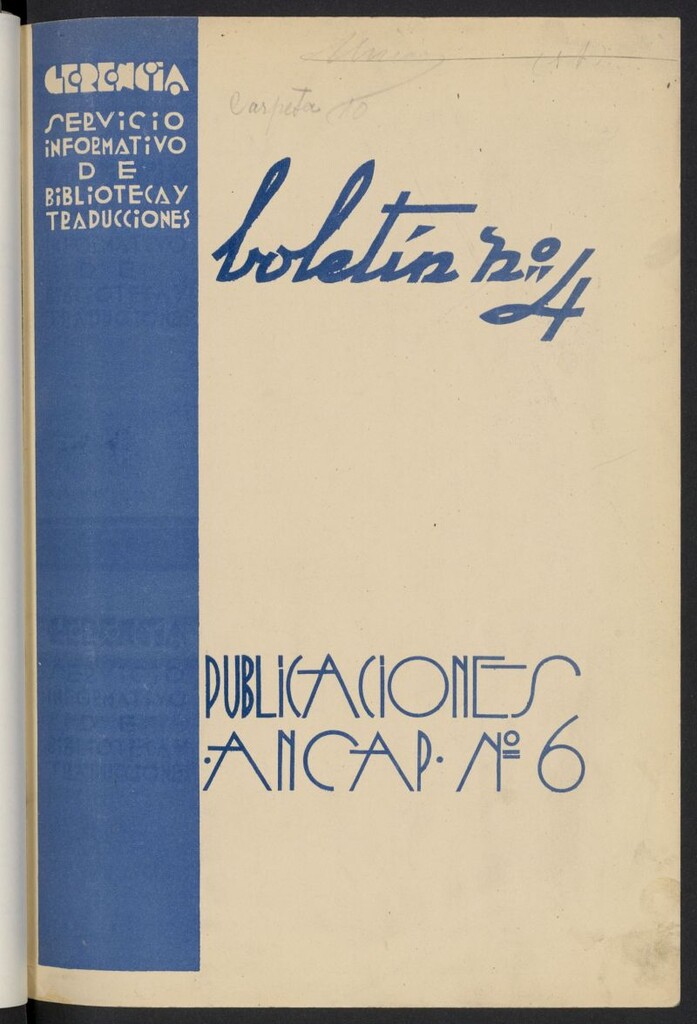 GERENCIA
SERVICIO
INFORMATIVO
DE
BIBLIOTECA Y
TRADUCCIONES
Carpeta 10
boletín nº 4
PUBLICACIONES
·ANCAP· Nº 6